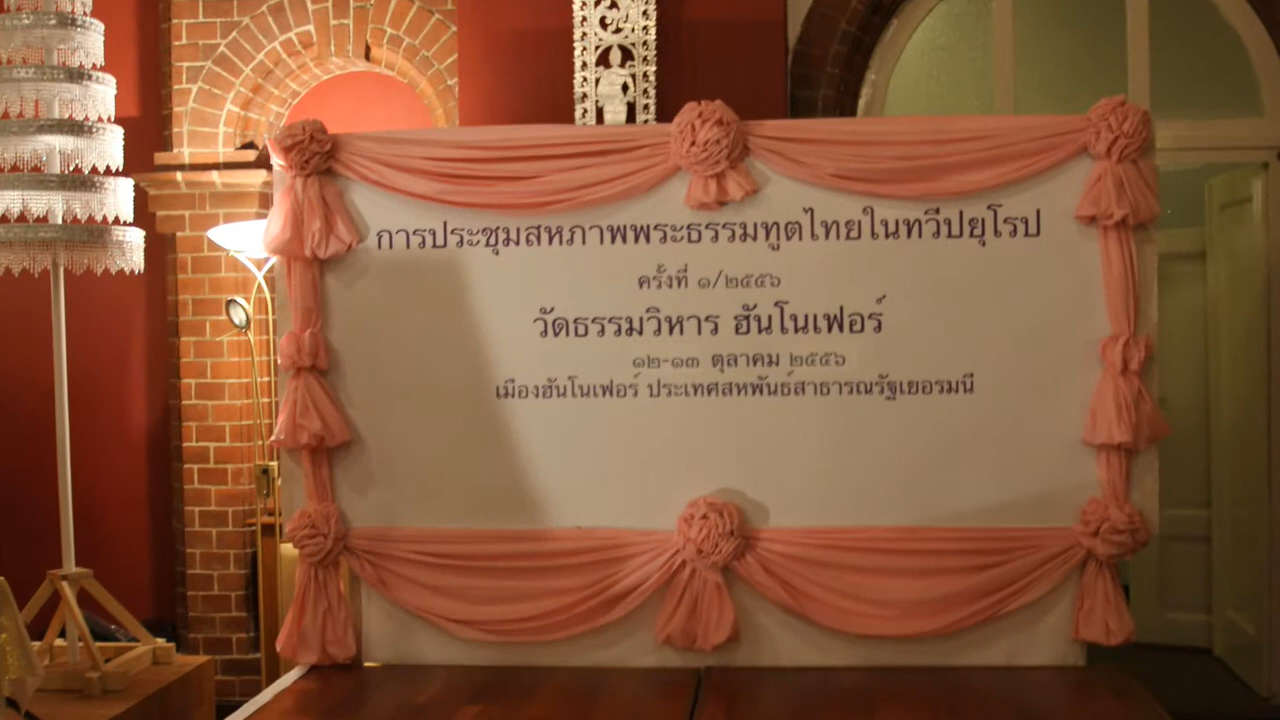 การประชุมสหภาพพระธรรมทูตไทยในทวีปยุโรป
ครั้งที่ ๑/๒๕๕๖
วัดธรรมวิหาร ฮันโนเฟอร์
๑๒-๑๓ ตุลาคม ๒๕๕๖
เมืองฮันโนเฟอร์ ประเทศสหพันธ์สาธารณรัฐเยอรมนี